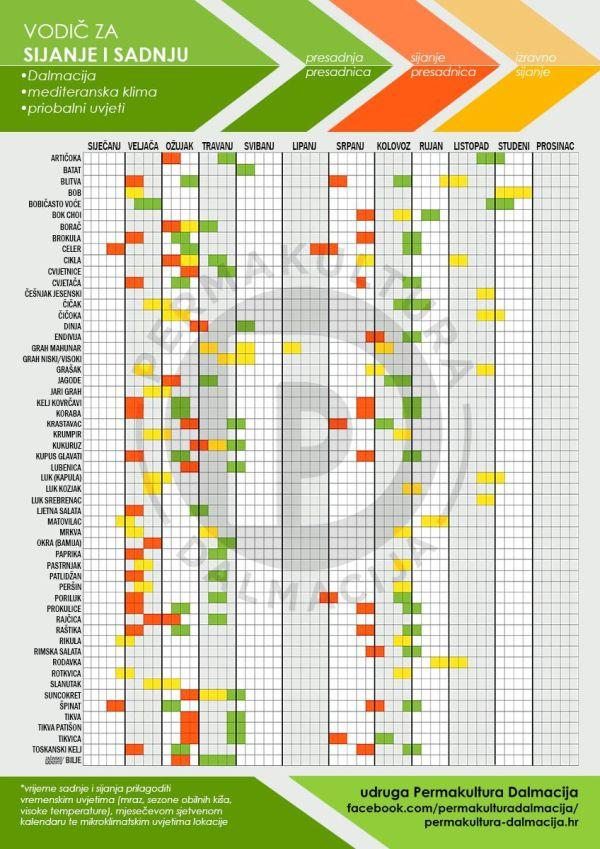 VODIČ ZA
SIJANJE I SADNJU
•Dalmacija
•mediteranska klima
•priobalni uvjeti
presadnja
presadnica
sijanje
presadnica
izravno
sijanje
SIJEČANJ VELJAČA OŽUJAK TRAVANJ SVIBANJ LIPANJ SRPANJ KOLOVOZ RUJAN LISTOPAD STUDENI PROSINAC
ARTIČOKA
BATAT
BLITVA
BOB
BOBIČASTO VOĆE
BOK CHOI
BORAČ
BROKULA
CELER
CIKLA
CVIJETNICE
CVJETAČA
ČEŠNJAK JESENSKI
ČIČAK
ČIČOKA
DINJA
ENDIVIJA
GRAH MAHUNAR
GRAH NISKI/VISOKI
GRAŠAK
JAGODE
JARI GRAH
KELJ KOVRČAVI
KORABA
KRASTAVAC
KRUMPIR
KUKURUZ
KUPUS GLAVATI
LUBENICA
LUK (KAPULA)
LUK KOZJAK
LUK SREBRENAC
LJETNA SALATA
MATOVILAC
MRKVA
OKRA (BAMIJA)
PAPRIKA
PASTRNJAK
PATLIDŽAN
PERŠIN
PORILUK
PROKULICE
RAJČICA
RAŠTIKA
RIKULA
RIMSKA SALATA
RODAVKA
ROTKVICA
SLANUTAK
SUNCOKRET
ŠPINAT
TIKVA
TIKVA PATIŠON
TIKVICA
TOSKANSKI KELJ
BILJE
PERMAKULTURA
DALMACIJA
*vrijeme sadnje i sijanja prilagoditi
vremenskim uvjetima (mraz, sezone obilnih kiša,
visoke temperature), mjesečevom sjetvenom
kalendaru te mikroklimatskim uvjetima lokacije
udruga Permakultura Dalmacija
facebook.com/permakulturadalmacija/
permakultura-dalmacija.hr